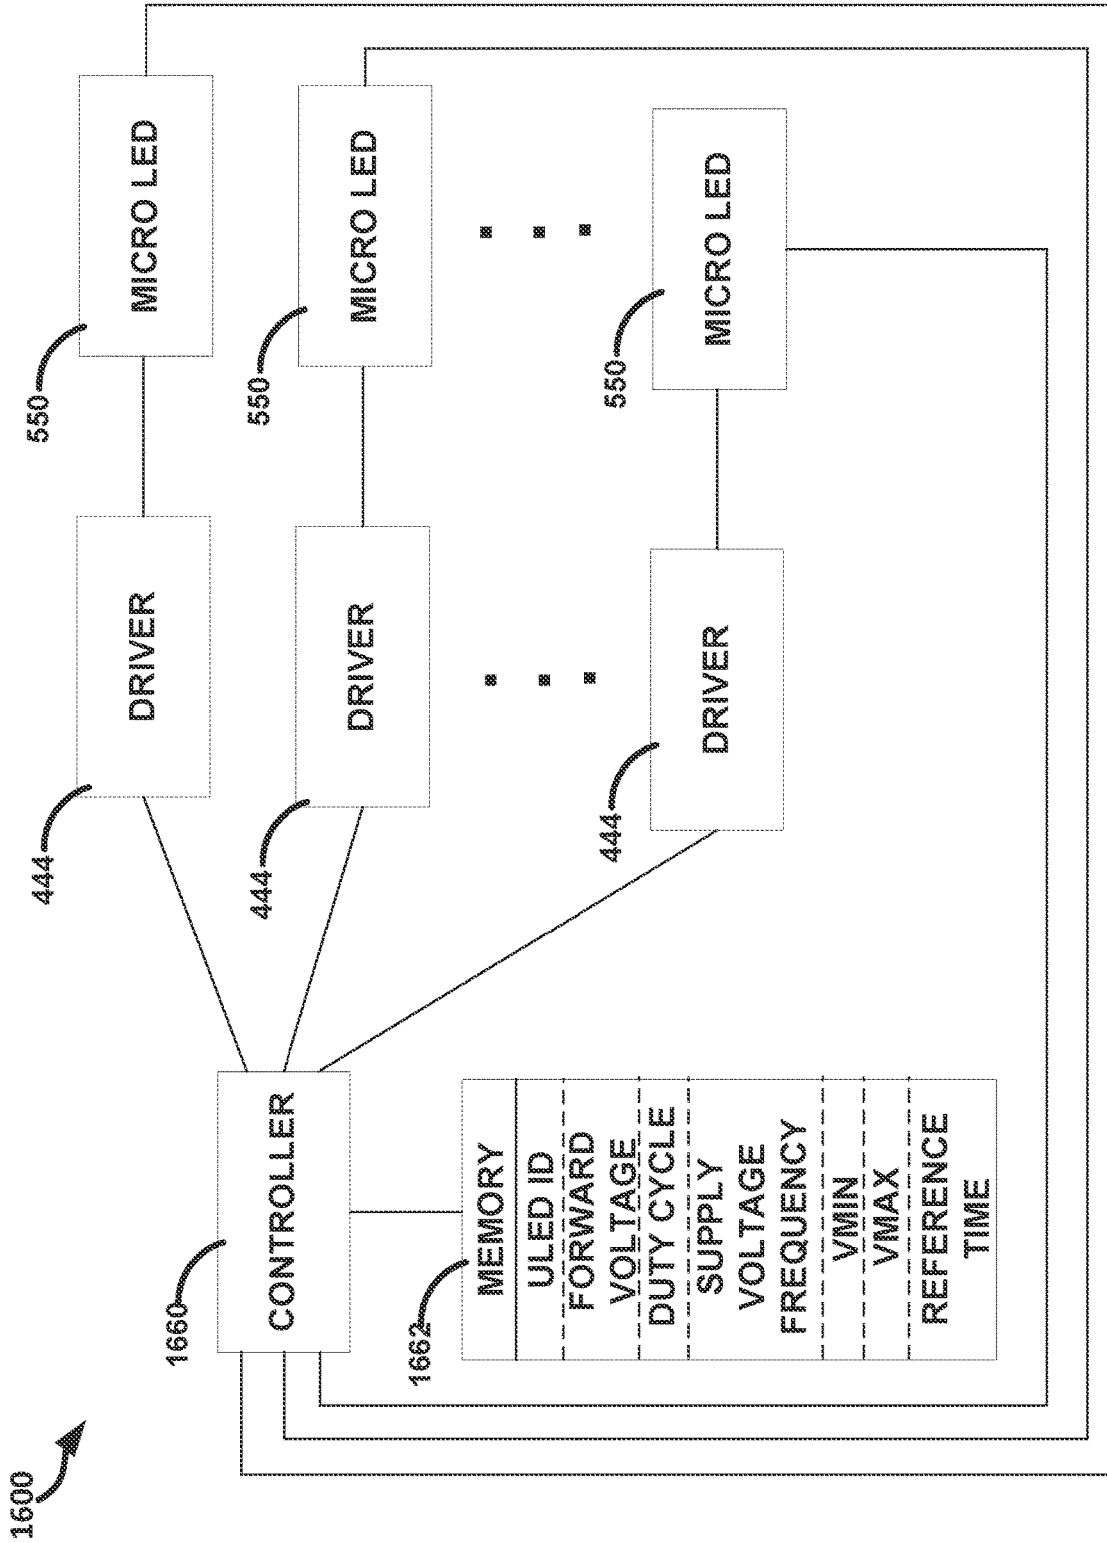 1600
1660
CONTROLLER
1662
MEMORY
ULED ID
FORWARD
VOLTAGE
DUTY CYCLE
SUPPLY
VOLTAGE
FREQUENCY
VMIN
VMAX
REFERENCE
TIME
444
DRIVER
444
DRIVER
444
DRIVER
550
MICRO LED
550
MICRO LED
550
MICRO LED